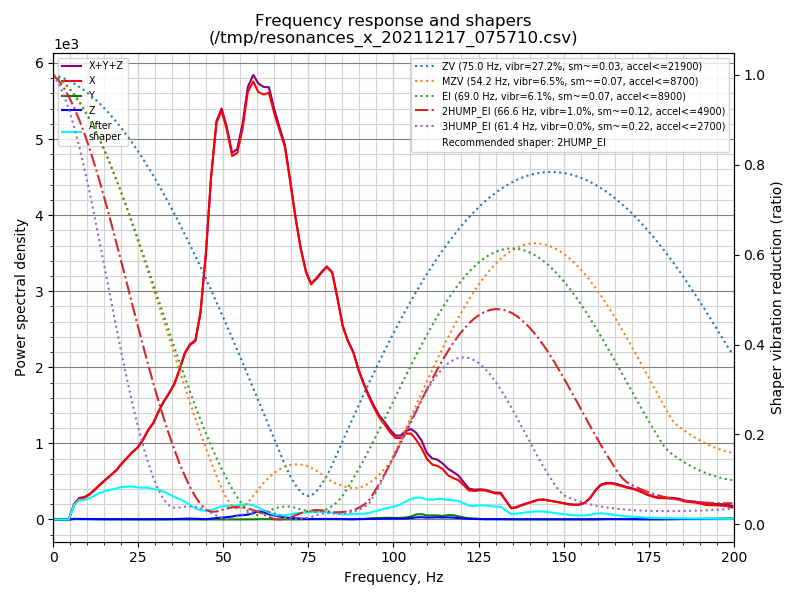 Frequency response and shapers
(/tmp/resonances_x_20211217_075710.csv)
1e3
X+Y+Z
X
Y
Z
After
shaper
ZV (75.0 Hz, vibr=27.2%, sm~=0.03, accel<=21900)
MZV (54.2 Hz, vibr=6.5%, sm~=0.07, accel<=8700)
EI (69.0 Hz, vibr=6.1%, sm~=0.07, accel<=8900)
2HUMP_EI (66.6 Hz, vibr=1.0%, sm~=0.12, accel<=4900)
3HUMP_EI (61.4 Hz, vibr=0.0%, sm~=0.22, accel<=2700)
Recommended shaper: 2HUMP_EI
6
5
4
3
2
1
0
Power spectral density
1.0
0.8
0.6
0.4
0.2
0.0
Shaper vibration reduction (ratio)
0 25 50 75 100 125 150 175 200
Frequency, Hz